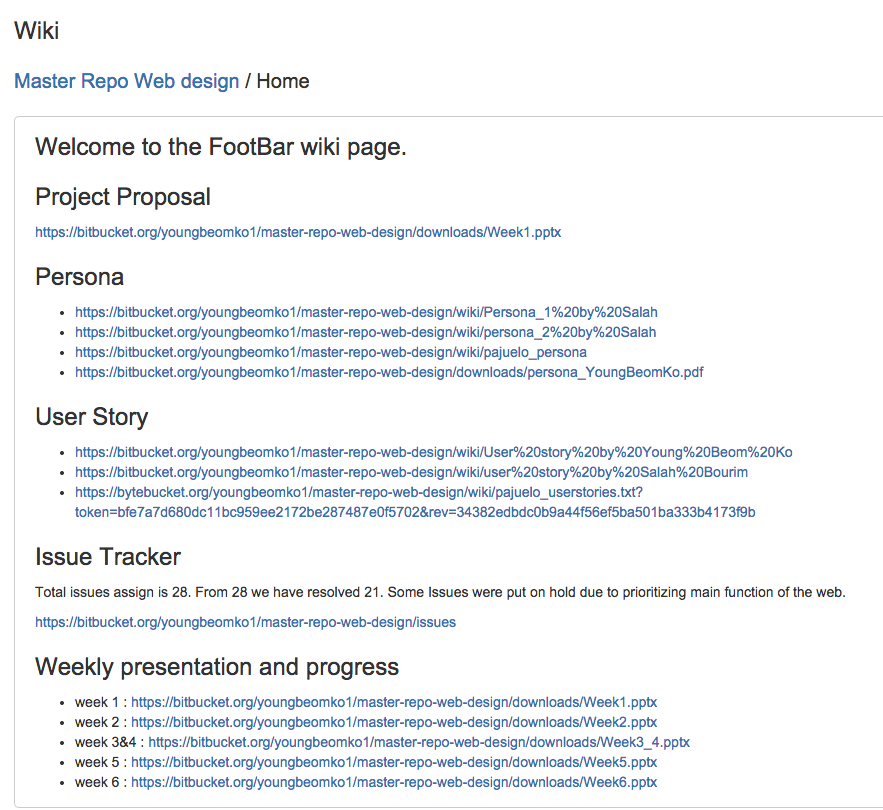 Wiki
Master Repo Web design / Home
Welcome to the FootBar wiki page.
Project Proposal
https://bitbucket.org/youngbeomko1/master-repo-web-design/downloads/Week1.pptx
Persona
• https://bitbucket.org/youngbeomko1/master-repo-web-design/wiki/Persona_1%20by%20Salah
• https://bitbucket.org/youngbeomko1/master-repo-web-design/wiki/persona_2%20by%20Salah
• https://bitbucket.org/youngbeomko1/master-repo-web-design/wiki/pajuelo_persona
• https://bitbucket.org/youngbeomko1/master-repo-web-design/downloads/persona_YoungBeomKo.pdf
User Story
• https://bitbucket.org/youngbeomko1/master-repo-web-design/wiki/User%20story%20by%20Young%20Beom%20Ko
• https://bitbucket.org/youngbeomko1/master-repo-web-design/wiki/user%20story%20by%20Salah%20Bourim
• https://bytebucket.org/youngbeomko1/master-repo-web-design/wiki/pajuelo_userstories.txt?
token=bfe7a7d680dc11bc959ee2172be287487e0f5702&rev=34382edbdc0b9a44f56ef5ba501ba333b4173f9b
Issue Tracker
Total issues assign is 28. From 28 we have resolved 21. Some Issues were put on hold due to prioritizing main function of the web.
https://bitbucket.org/youngbeomko1/master-repo-web-design/issues
Weekly presentation and progress
• week 1 : https://bitbucket.org/youngbeomko1/master-repo-web-design/downloads/Week1.pptx
• week 2 : https://bitbucket.org/youngbeomko1/master-repo-web-design/downloads/Week2.pptx
• week 3&4 : https://bitbucket.org/youngbeomko1/master-repo-web-design/downloads/Week3_4.pptx
• week 5 : https://bitbucket.org/youngbeomko1/master-repo-web-design/downloads/Week5.pptx
• week 6 : https://bitbucket.org/youngbeomko1/master-repo-web-design/downloads/Week6.pptx